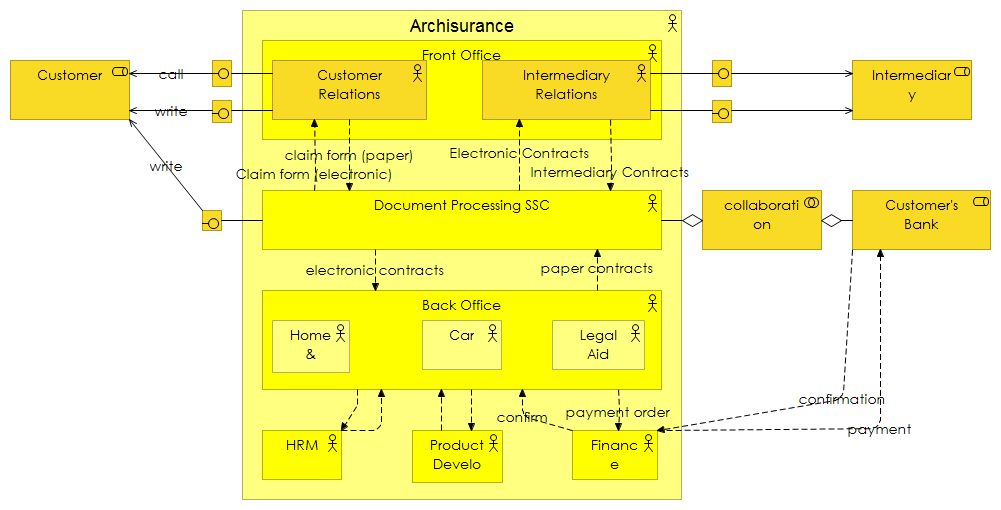 Archisurance
Front Office
Customer
call
Customer
Relations
Intermediary
Relations
Intermediar
y
write
claim form (paper)
Electronic Contracts
write
Claim form (electronic)
Intermediary Contracts
Document Processing SSC
collaborati
on
Customer's
Bank
electronic contracts
paper contracts
Back Office
Home
&
Car
Legal
Aid
confirmation
confirm
payment order
payment
HRM
Product
Develo
Financ
e